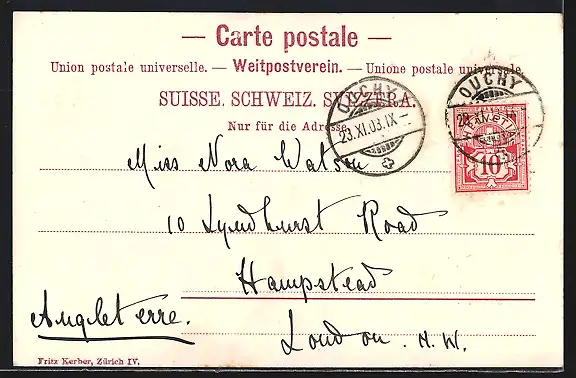 — Carte postale —
Union postale universelle. — Weltpostverein. — Unione postale universale.
SUISSE. SCHWEIZ. SVIZZERA.
Nur für die Adresse.
OUCHY
23.XI.03.IX
OUCHY
HELVETIA
10
Miss Nora Watson
10 Lyndhurst Road
Hampstead
Angleterre.
London. N.W.
Fritz Kerber, Zürich IV.